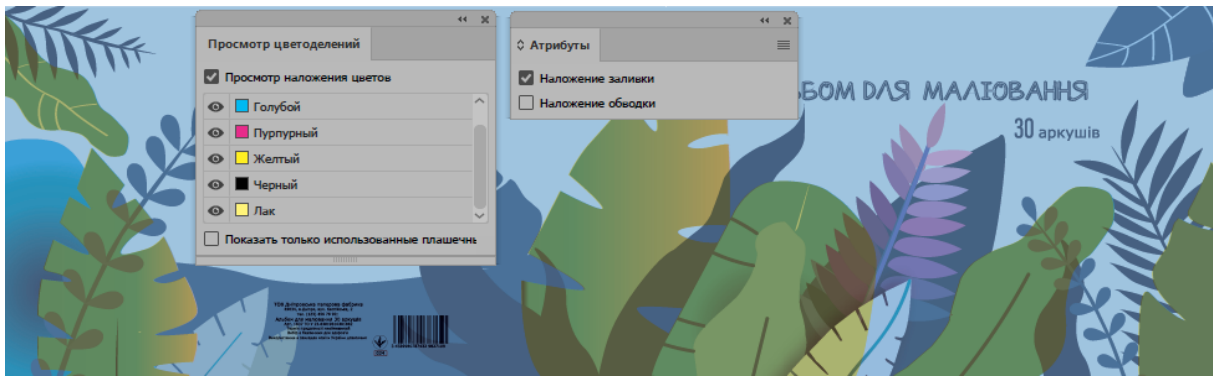 Просмотр цветоделений
Просмотр наложения цветов
Голубой
Пурпурный
Желтый
Черный
Лак
Показать только использованные плашечнь
Атрибуты
Наложение заливки
Наложение обводки
БОМ ДЛЯ МАЛЮВАННЯ
30 аркушів